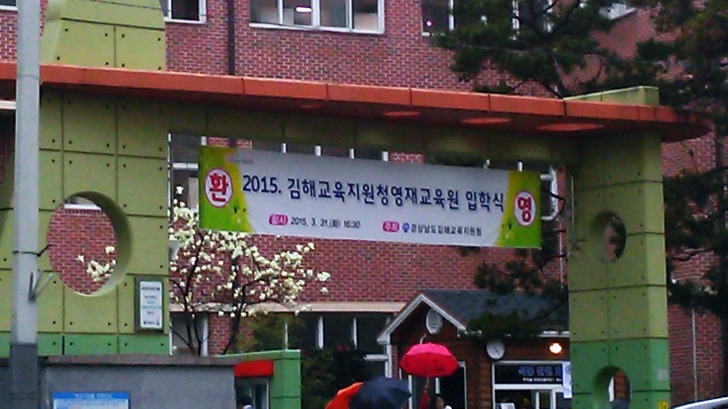 환 2015. 김해교육지원청영재교육원 입학식 영
일시 2015. 3. 31.(화) 16:30 주최 경상남도김해교육지원청